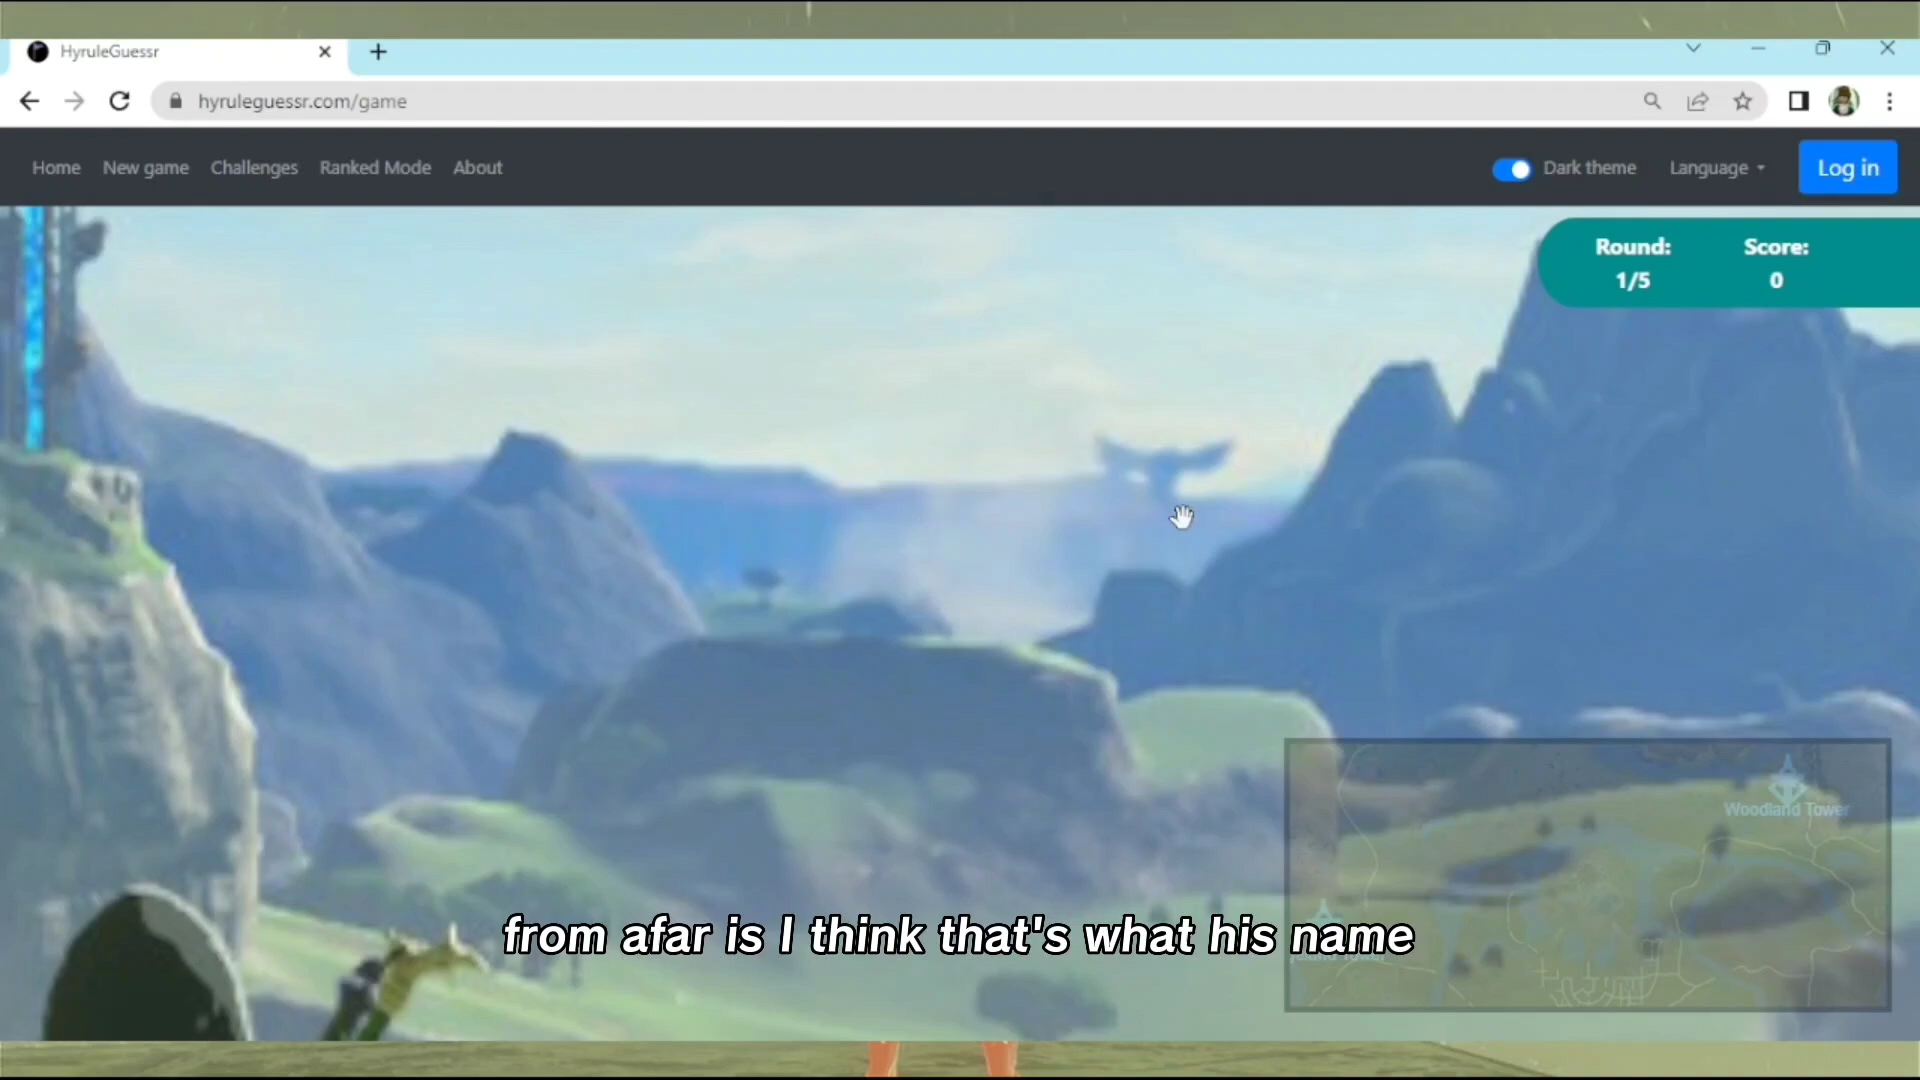 HyruleGuessr
hyruleguessr.com/game
Home New game Challenges Ranked Mode About Dark theme Language Log in
Round: Score:
1/5 0
Woodland Tower
from afar is I think that's what his name
Tower